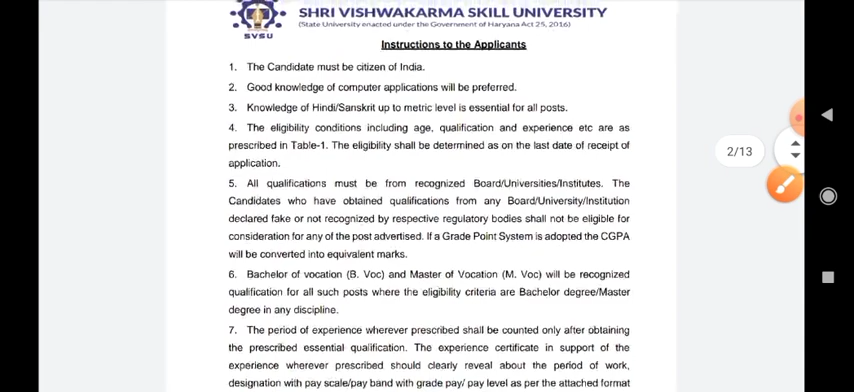 SHRI VISHWAKARMA SKILL UNIVERSITY
(State University enacted under the Government of Haryana Act 25, 2016)
SVSU
Instructions to the Applicants
1. The Candidate must be citizen of India.
2. Good knowledge of computer applications will be preferred.
3. Knowledge of Hindi/Sanskrit up to metric level is essential for all posts.
4. The eligibility conditions including age, qualification and experience etc are as
prescribed in Table-1. The eligibility shall be determined as on the last date of receipt of
application.
2/13
5. All qualifications must be from recognized Board/Universities/Institutes. The
Candidates who have obtained qualifications from any Board/University/Institution
declared fake or not recognized by respective regulatory bodies shall not be eligible for
consideration for any of the post advertised. If a Grade Point System is adopted the CGPA
will be converted into equivalent marks.
6. Bachelor of vocation (B. Voc) and Master of Vocation (M. Voc) will be recognized
qualification for all such posts where the eligibility criteria are Bachelor degree/Master
degree in any discipline.
7. The period of experience wherever prescribed shall be counted only after obtaining
the prescribed essential qualification. The experience certificate in support of the
experience wherever prescribed should clearly reveal about the period of work,
designation with pay scale/pay band with grade pay/ pay level as per the attached format